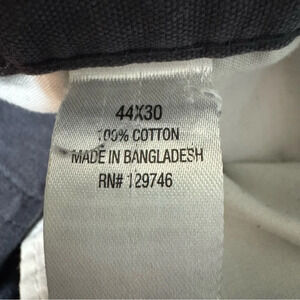 44X30
100% COTTON
MADE IN BANGLADESH
RN# 129746